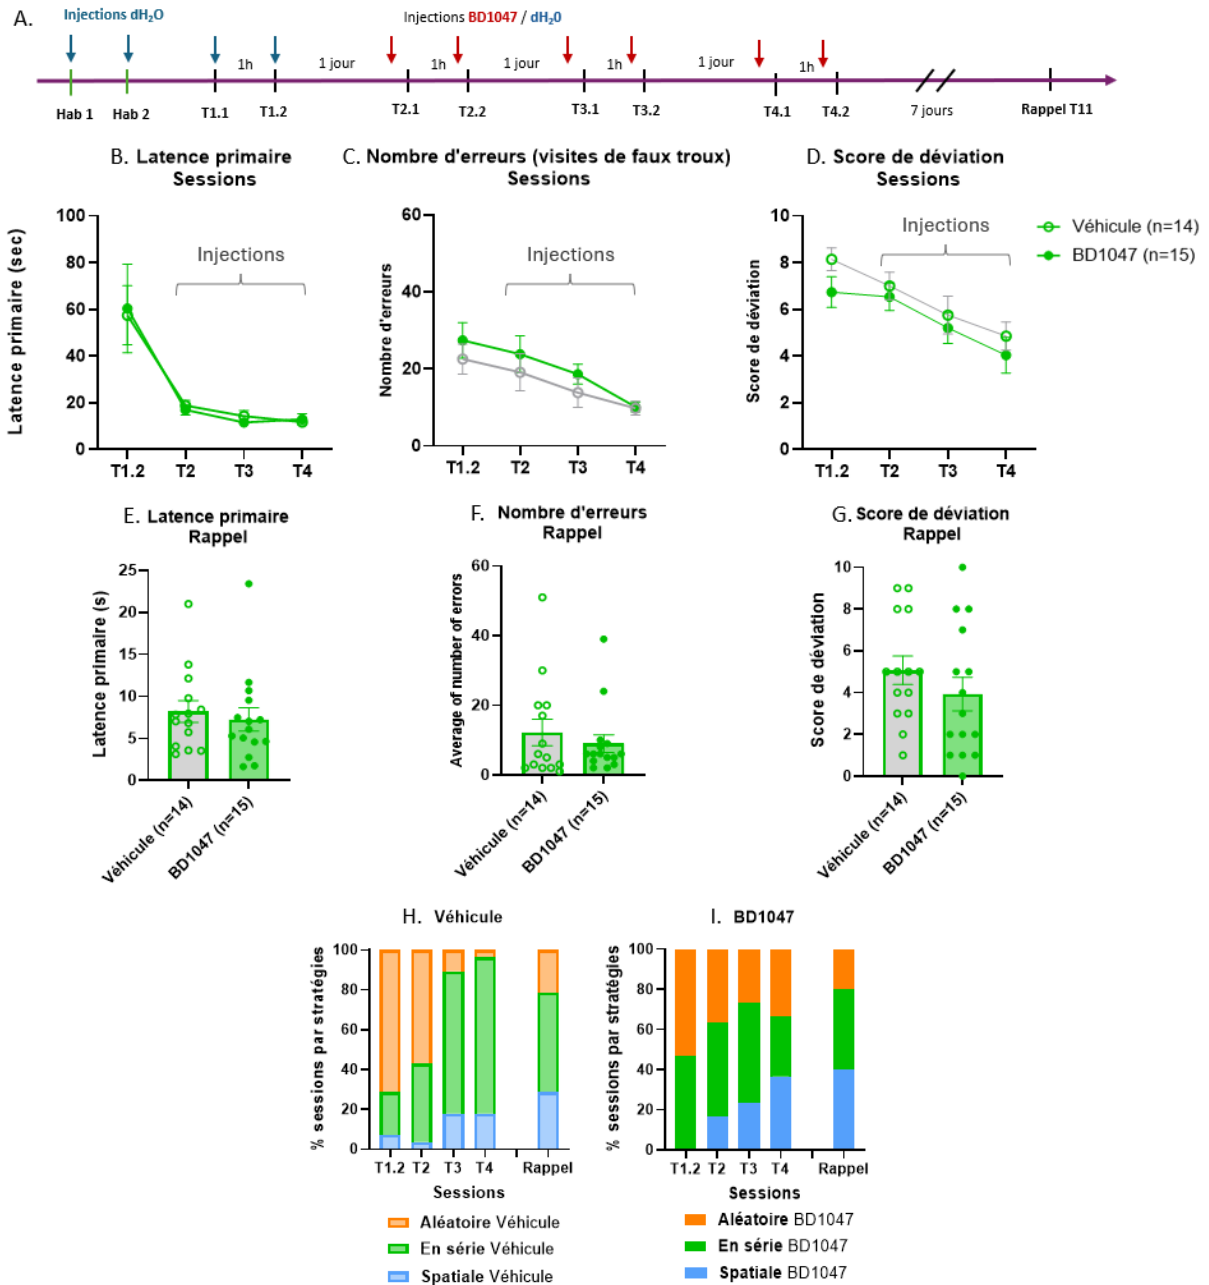 A.
Injections dH₂O
Injections BD1047 / dH₂0
1h
1 jour
1h
1 jour
1h
1 jour
1h
Hab 1
Hab 2
T1.1
T1.2
T2.1
T2.2
T3.1
T3.2
T4.1
T4.2
7 jours
Rappel T11
B. Latence primaire
Sessions
Latence primaire (sec)
100
80
60
40
20
0
Injections
T1.2
T2
T3
T4
C. Nombre d'erreurs (visites de faux troux)
Sessions
Nombre d'erreurs
60
40
20
0
Injections
T1.2
T2
T3
T4
D. Score de déviation
Sessions
Score de déviation
10
8
6
4
2
0
Injections
T1.2
T2
T3
T4
Véhicule (n=14)
BD1047 (n=15)
E. Latence primaire
Rappel
Latence primaire (s)
25
20
15
10
5
0
Véhicule (n=14)
BD1047 (n=15)
F. Nombre d'erreurs
Rappel
Average of number of errors
60
40
20
0
Véhicule (n=14)
BD1047 (n=15)
G. Score de déviation
Rappel
Score de déviation
10
8
6
4
2
0
Véhicule (n=14)
BD1047 (n=15)
H. Véhicule
% sessions par stratégies
100
80
60
40
20
0
T1.2
T2
T3
T4
Rappel
Sessions
Aléatoire Véhicule
En série Véhicule
Spatiale Véhicule
I. BD1047
% sessions par stratégies
100
80
60
40
20
0
T1.2
T2
T3
T4
Rappel
Sessions
Aléatoire BD1047
En série BD1047
Spatiale BD1047